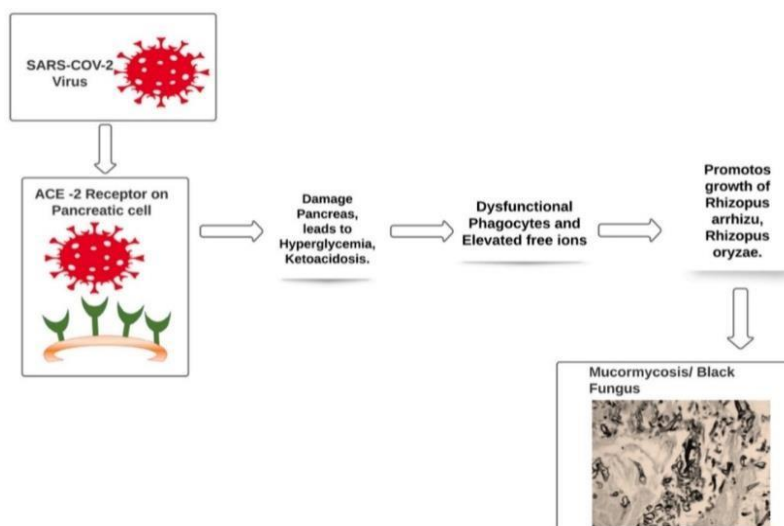 SARS-COV-2
Virus
ACE -2 Receptor on
Pancreatic cell
Damage
Pancreas,
leads to
Hyperglycemia,
Ketoacidosis.
Dysfunctional
Phagocytes and
Elevated free ions
Promotos
growth of
Rhizopus
arrhizu,
Rhizopus
oryzae.
Mucormycosis/ Black
Fungus